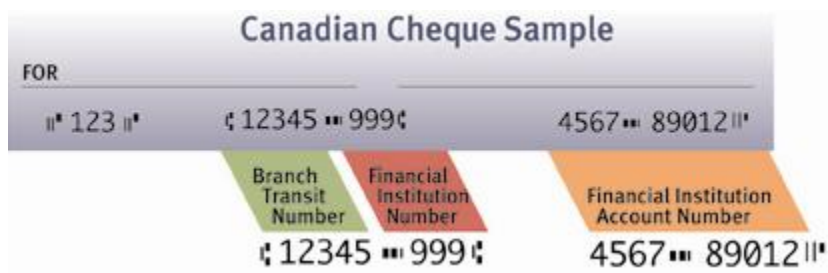 Canadian Cheque Sample
FOR
⑈ 123 ⑈ ⑆ 12345 ⑉ 999 ⑆ 4567 ⑉ 89012 ⑈
Branch Transit Number
Financial Institution Number
Financial Institution Account Number
⑆ 12345 ⑉ 999 ⑆ 4567 ⑉ 89012 ⑈